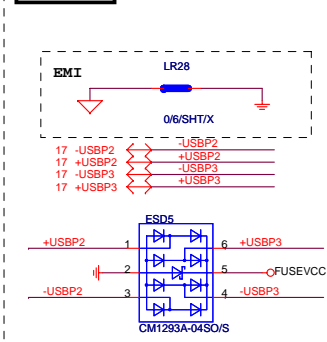 EMI
LR28
0/6/SHT/X
17 -USBP2 -USBP2
17 +USBP2 +USBP2
17 -USBP3 -USBP3
17 +USBP3 +USBP3
ESD5
+USBP2 1 6 +USBP3
2 5 FUSEVCC
-USBP2 3 4 -USBP3
CM1293A-04SO/S